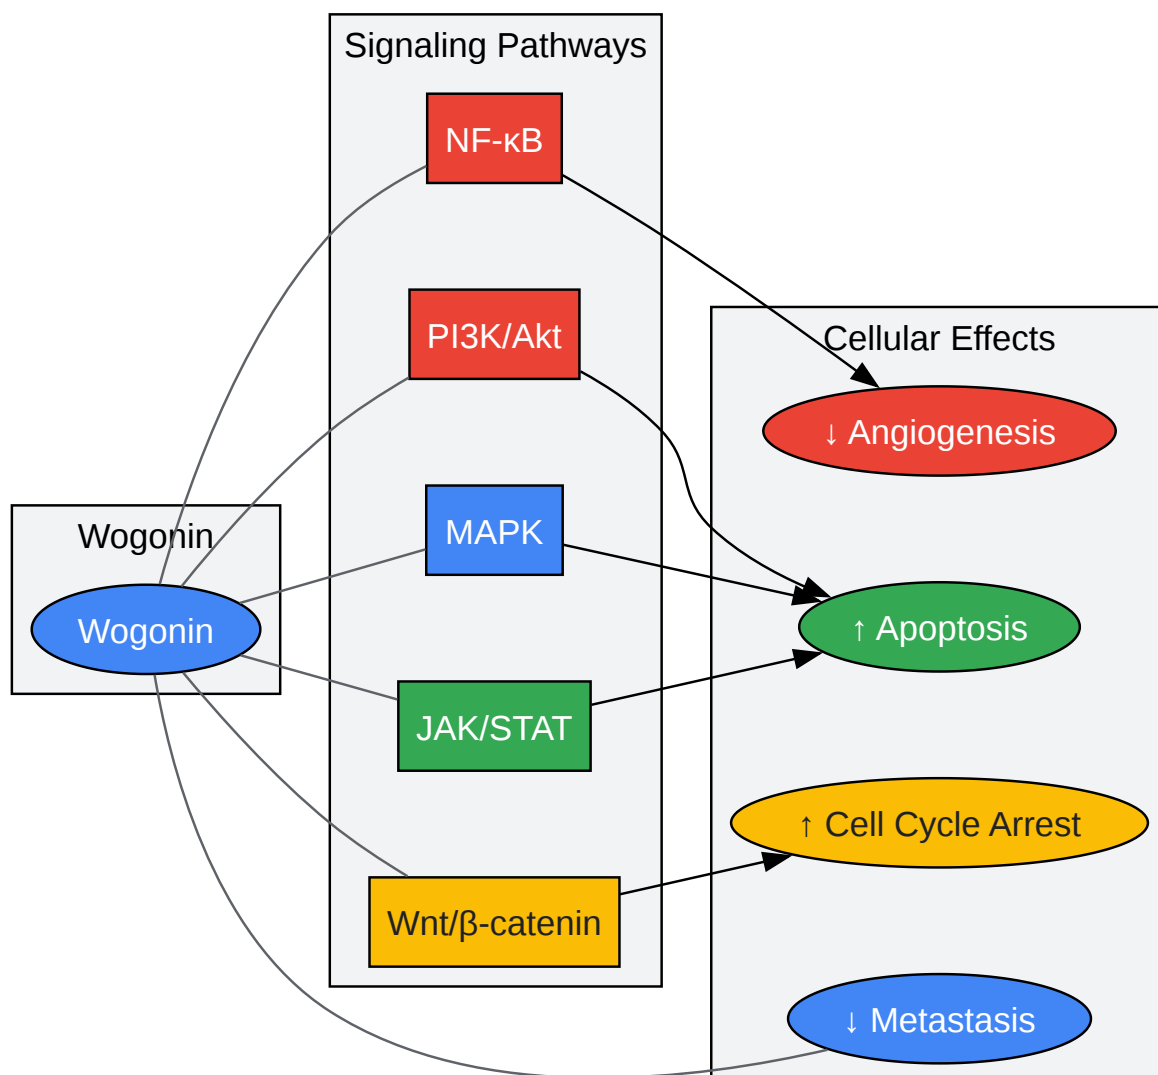 Signaling Pathways
NF-κB
PI3K/Akt
MAPK
JAK/STAT
Wnt/β-catenin
Wogonin
Wogonin
Cellular Effects
↓ Angiogenesis
↑ Apoptosis
↑ Cell Cycle Arrest
↓ Metastasis